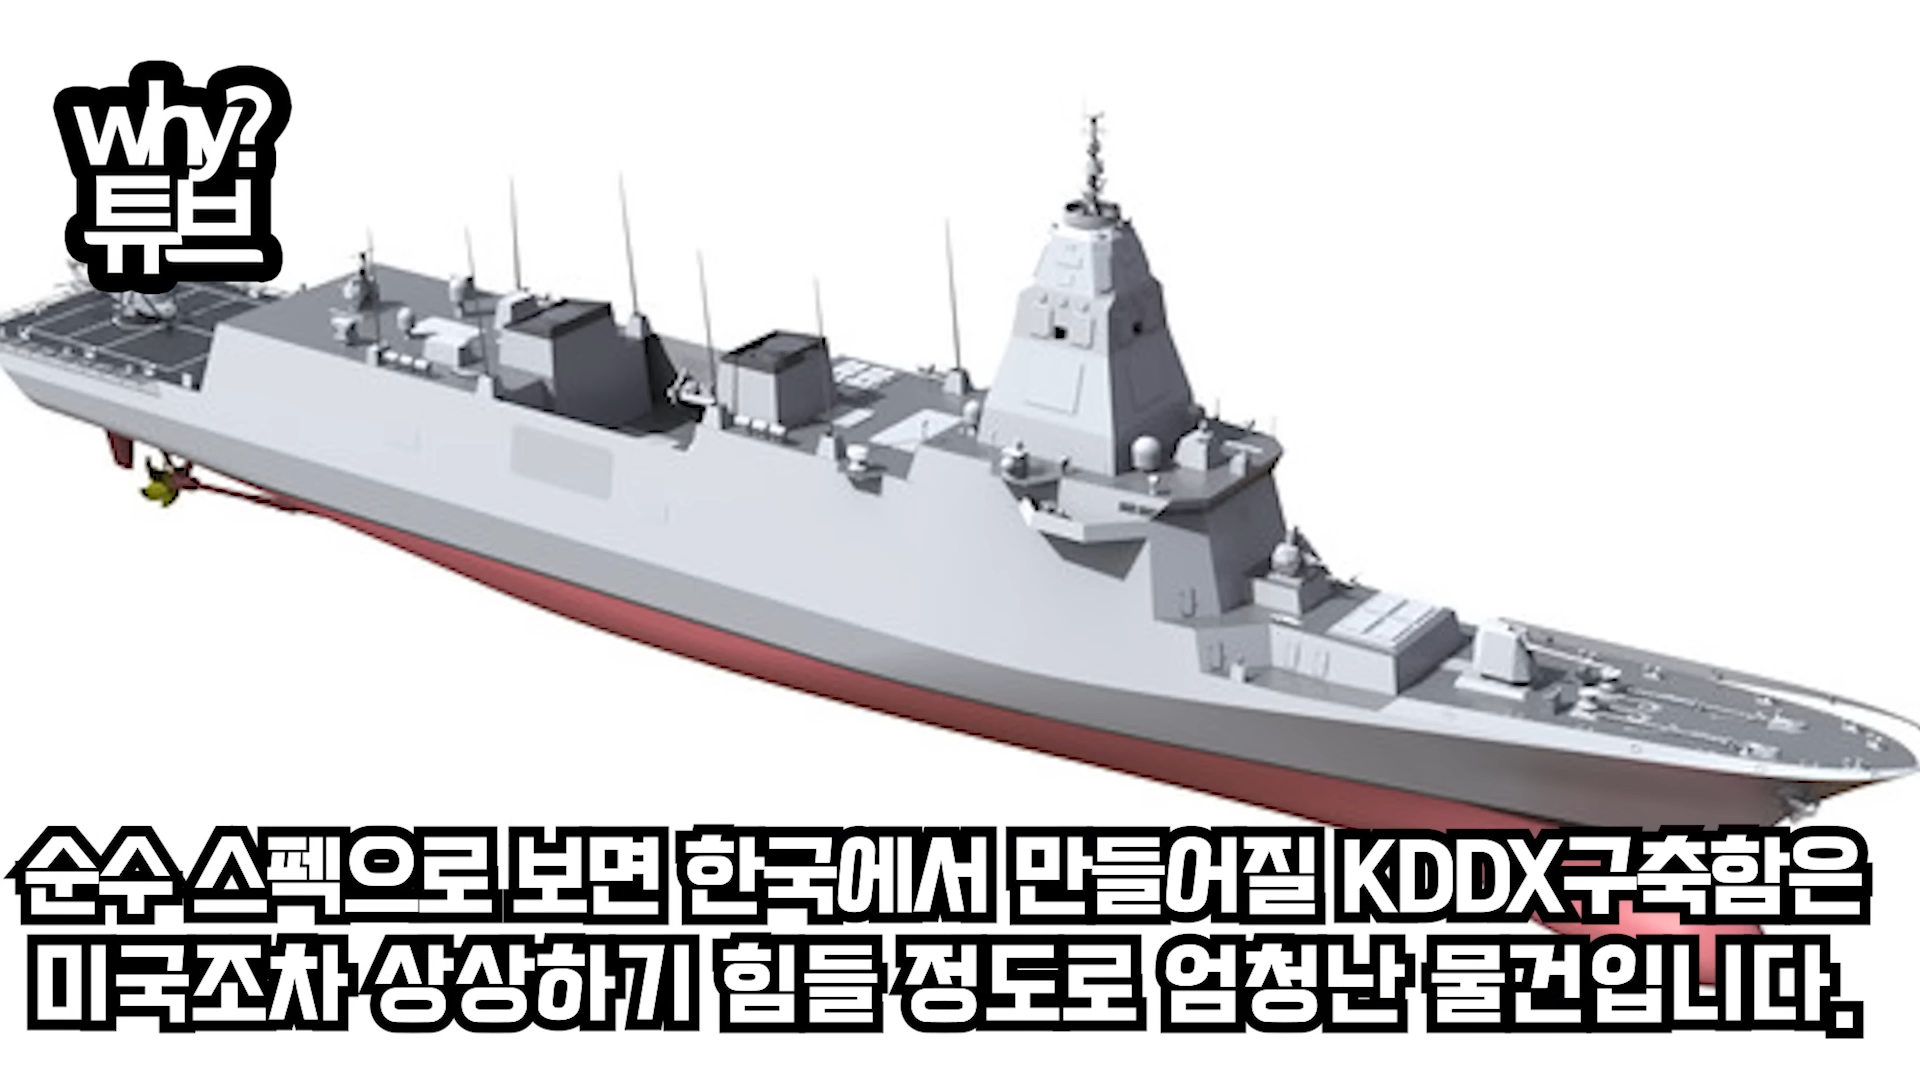 why?
튜브
순수 스펙으로 보면 한국에서 만들어질 KDDX구축함은
미국조차 상상하기 힘들 정도로 엄청난 물건입니다.